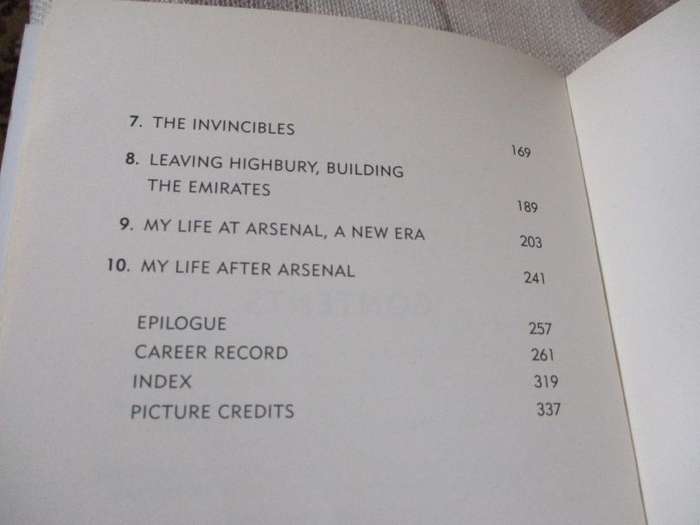 7. THE INVINCIBLES 169
8. LEAVING HIGHBURY, BUILDING
THE EMIRATES 189
9. MY LIFE AT ARSENAL, A NEW ERA 203
10. MY LIFE AFTER ARSENAL 241
EPILOGUE 257
CAREER RECORD 261
INDEX 319
PICTURE CREDITS 337